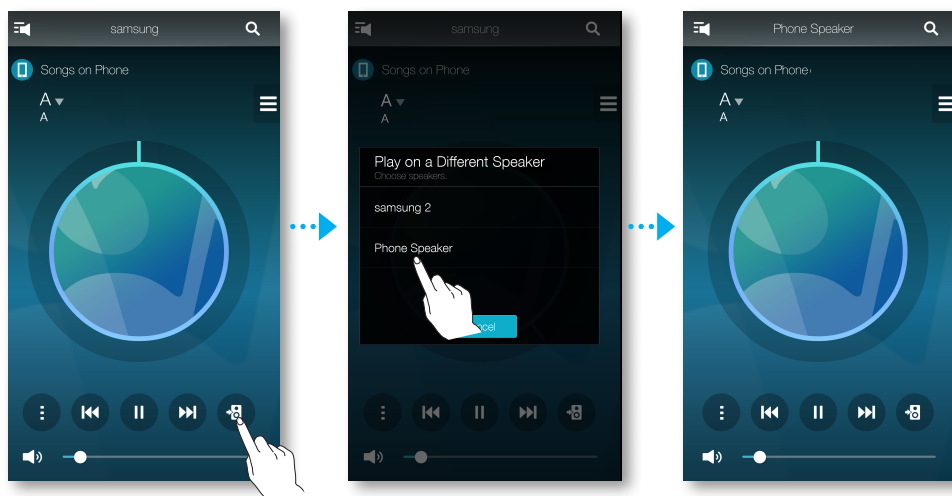 samsung
Songs on Phone
A
A
samsung
Songs on Phone
A
A
Play on a Different Speaker
Choose speakers.
samsung 2
Phone Speaker
ncel
Phone Speaker
Songs on Phone
A
A